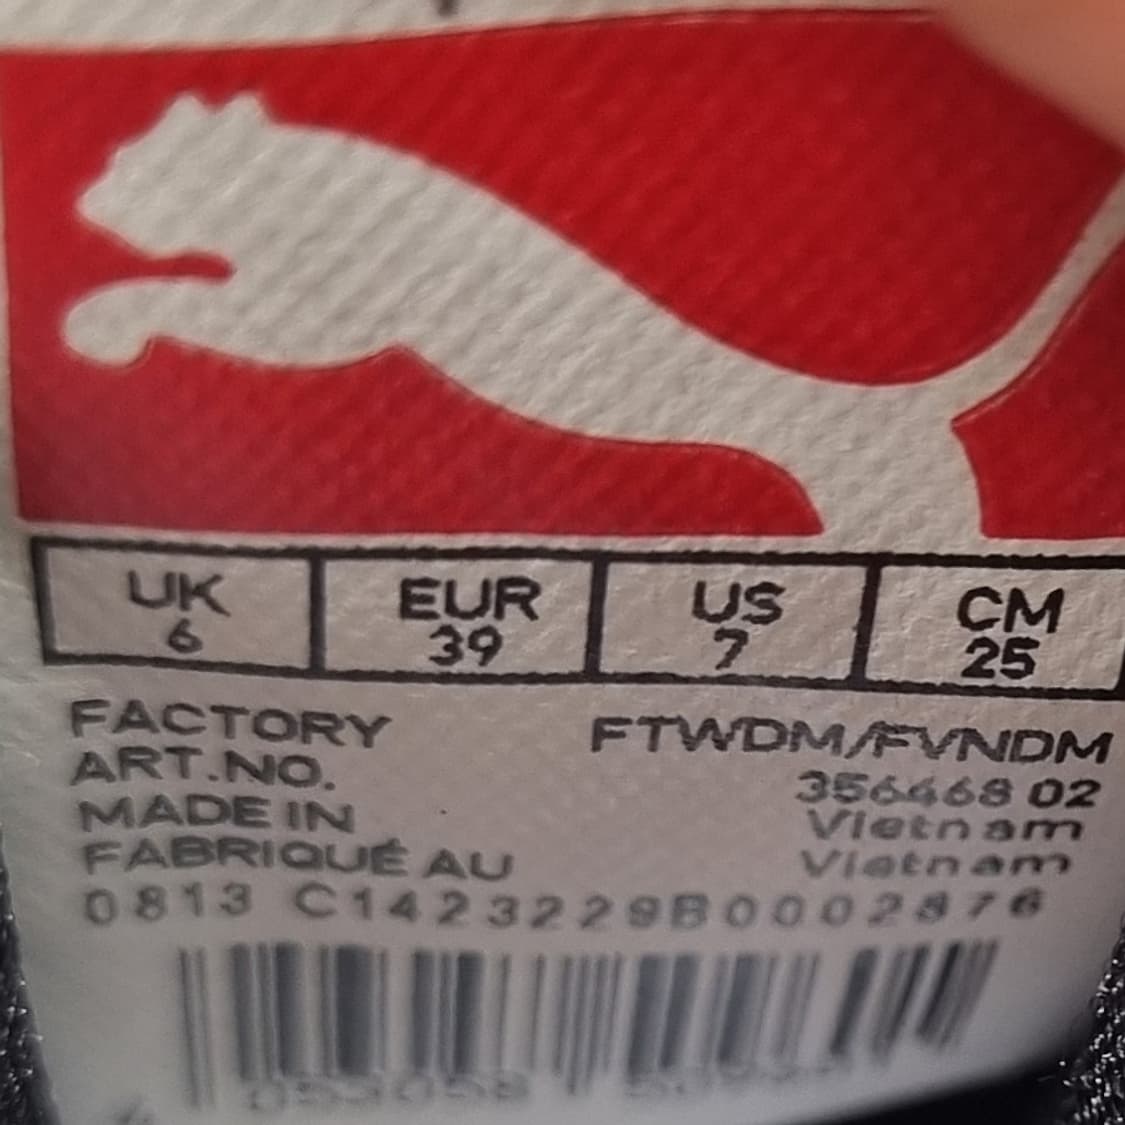 UK EUR US CM
6 39 7 25
FACTORY FTWDM/FVNDM
ART.NO. 356468 02
MADE IN Vietnam
FABRIQUÉ AU Vietnam
0813 C1423229B0002876